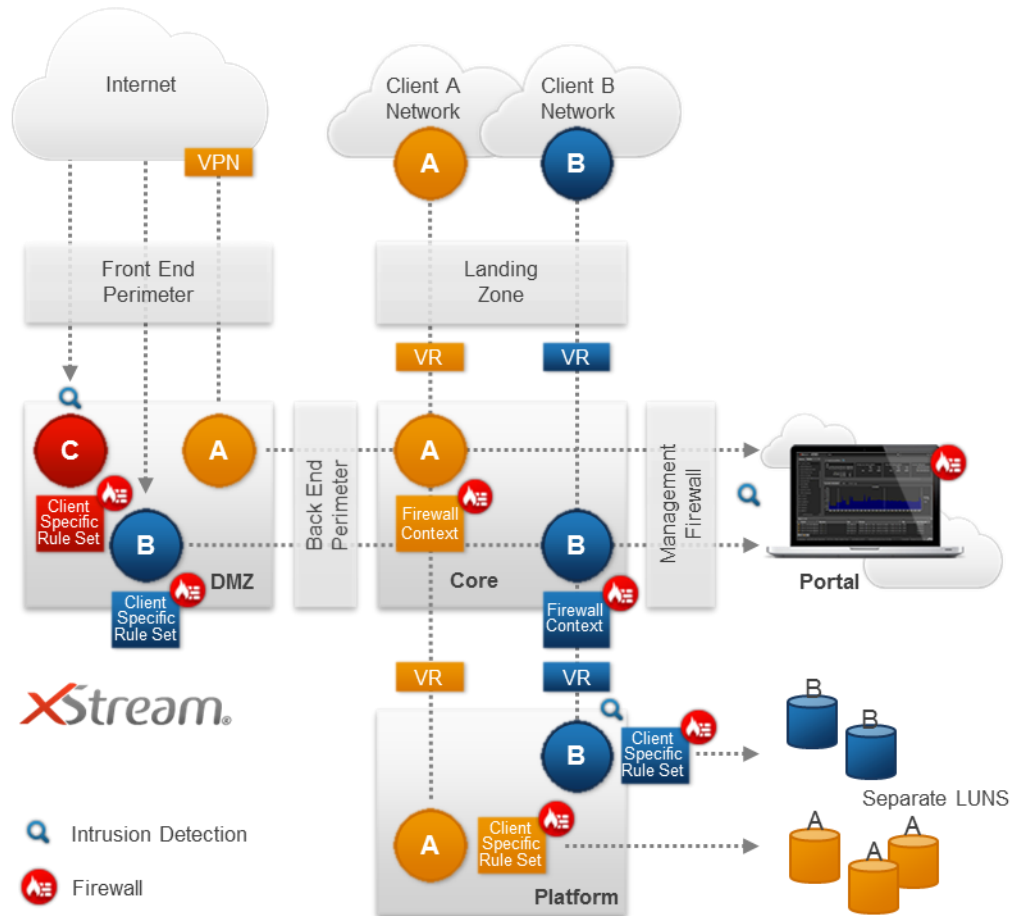 Internet
Client A
Network
Client B
Network
VPN
A
B
Front End
Perimeter
Landing
Zone
VR
VR
C
A
Client
Specific
Rule Set
B
DMZ
Client
Specific
Rule Set
Back End
Perimeter
A
Firewall
Context
B
Core
Firewall
Context
Management
Firewall
Portal
VR
VR
XStream®
B
Client
Specific
Rule Set
A
Client
Specific
Rule Set
Platform
B
B
Separate LUNS
A
A
A
Intrusion Detection
Firewall